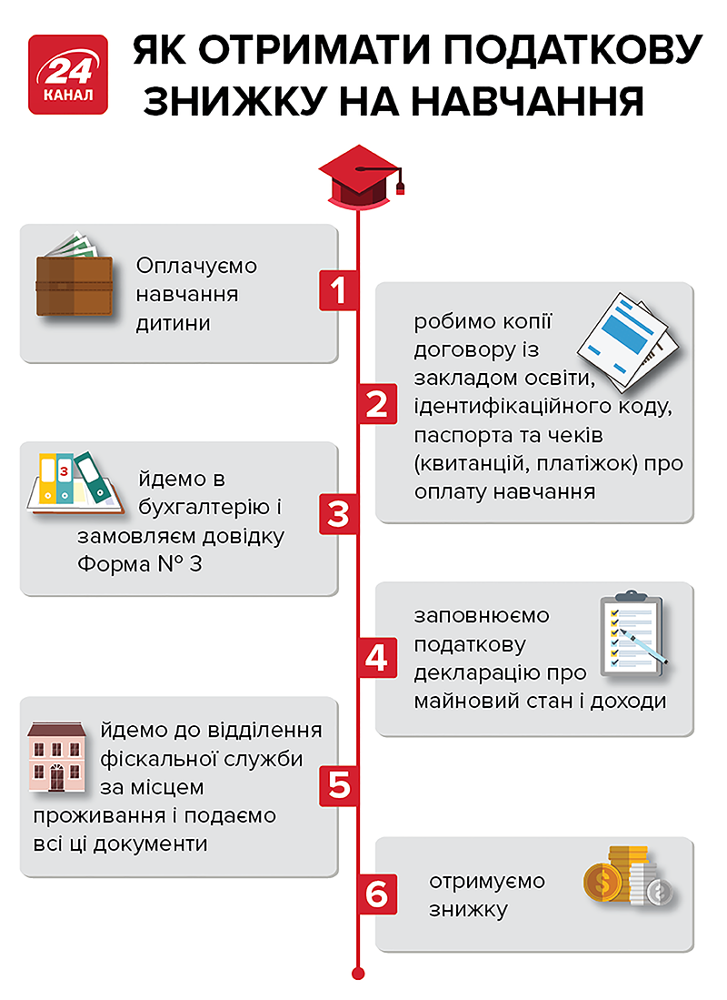 24
КАНАЛ
ЯК ОТРИМАТИ ПОДАТКОВУ
ЗНИЖКУ НА НАВЧАННЯ
1
Оплачуємо
навчання
дитини
2
робимо копії
договору із
закладом освіти,
ідентифікаційного коду,
паспорта та чеків
(квитанцій, платіжок) про
оплату навчання
3
3
йдемо в
бухгалтерію і
замовляєм довідку
Форма № 3
4
заповнюємо
податкову
декларацію про
майновий стан і доходи
5
йдемо до відділення
фіскальної служби
за місцем
проживання і подаємо
всі ці документи
6
отримуємо
знижку
$
₴